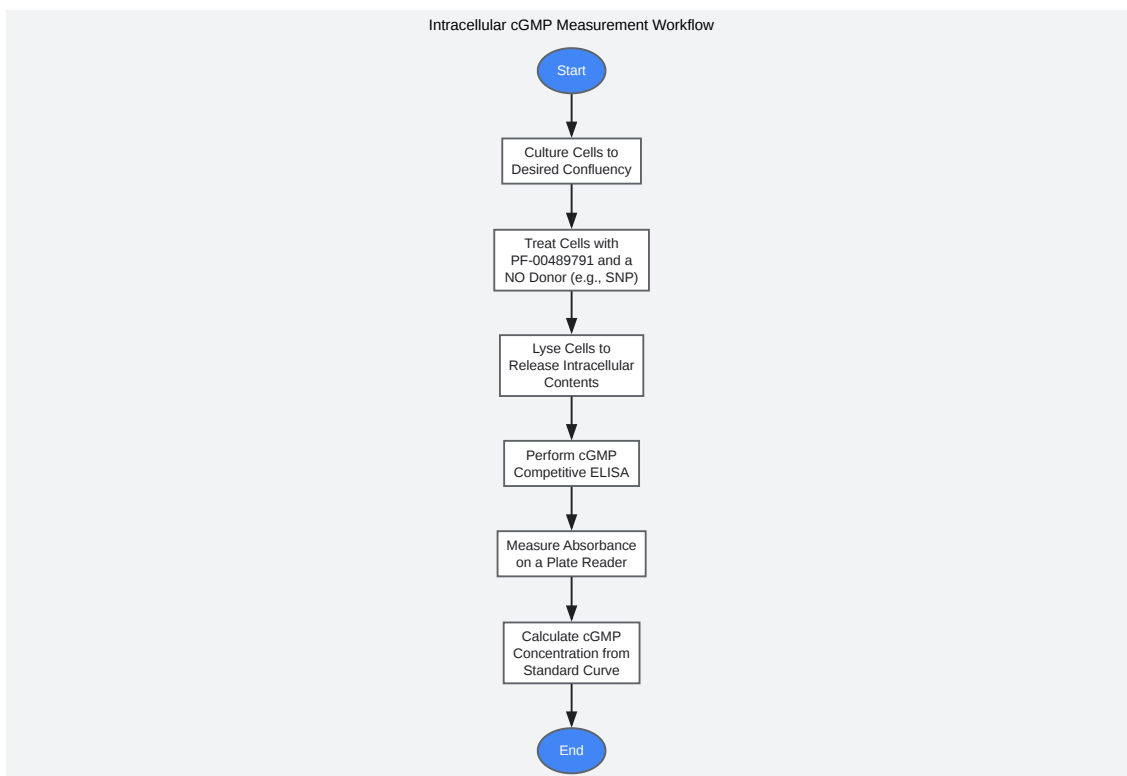 Intracellular cGMP Measurement Workflow
Start
Culture Cells to
Desired Confluency
Treat Cells with
PF-00489791 and a
NO Donor (e.g., SNP)
Lyse Cells to
Release Intracellular
Contents
Perform cGMP
Competitive ELISA
Measure Absorbance
on a Plate Reader
Calculate cGMP
Concentration from
Standard Curve
End